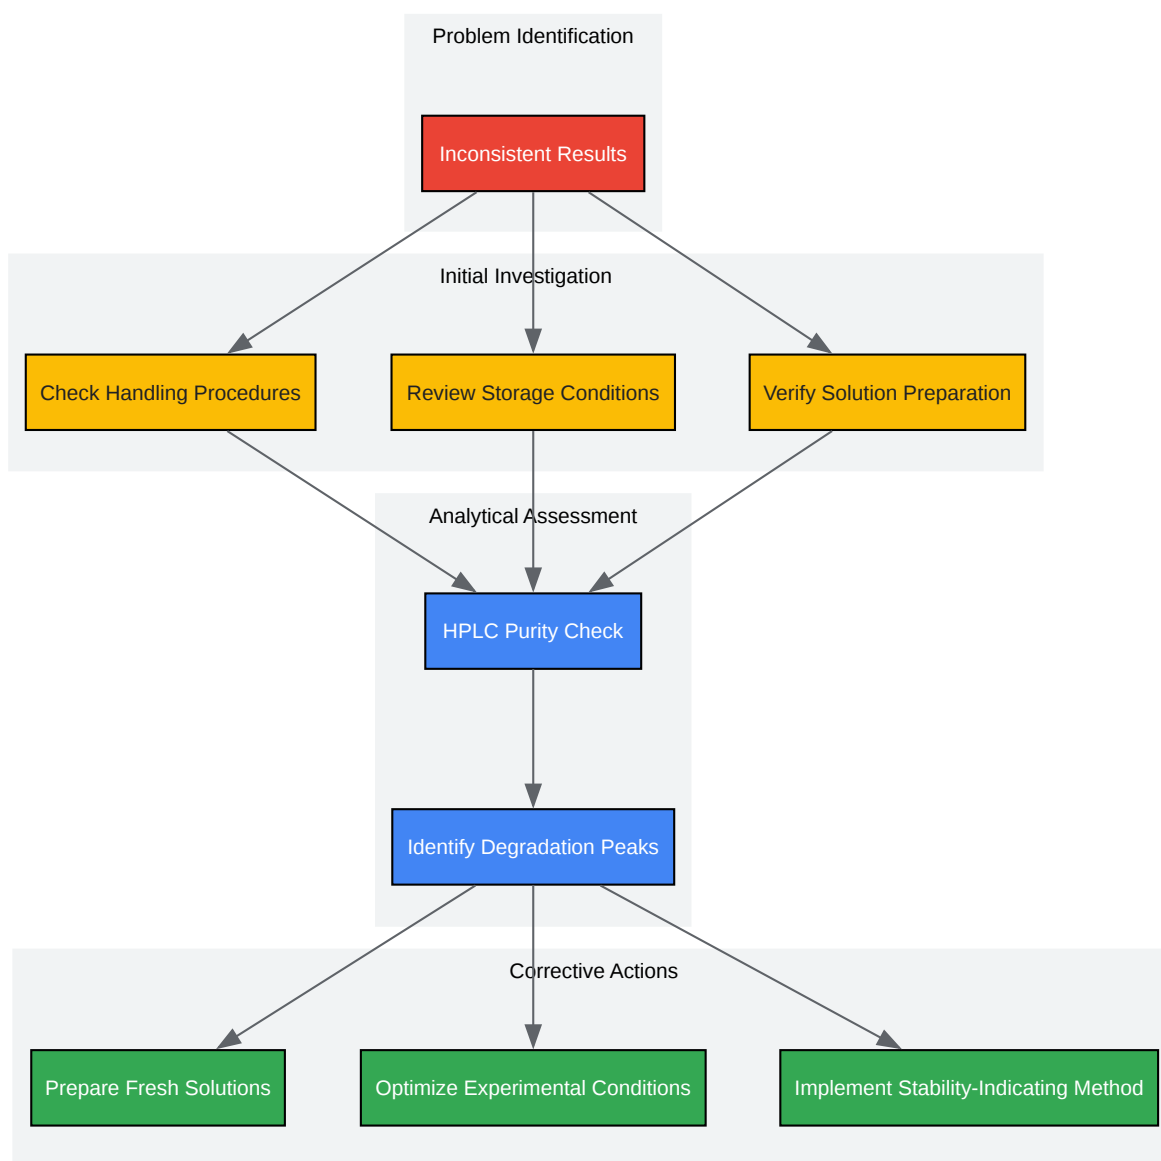 Problem Identification
Inconsistent Results
Initial Investigation
Check Handling Procedures
Review Storage Conditions
Verify Solution Preparation
Analytical Assessment
HPLC Purity Check
Identify Degradation Peaks
Corrective Actions
Prepare Fresh Solutions
Optimize Experimental Conditions
Implement Stability-Indicating Method